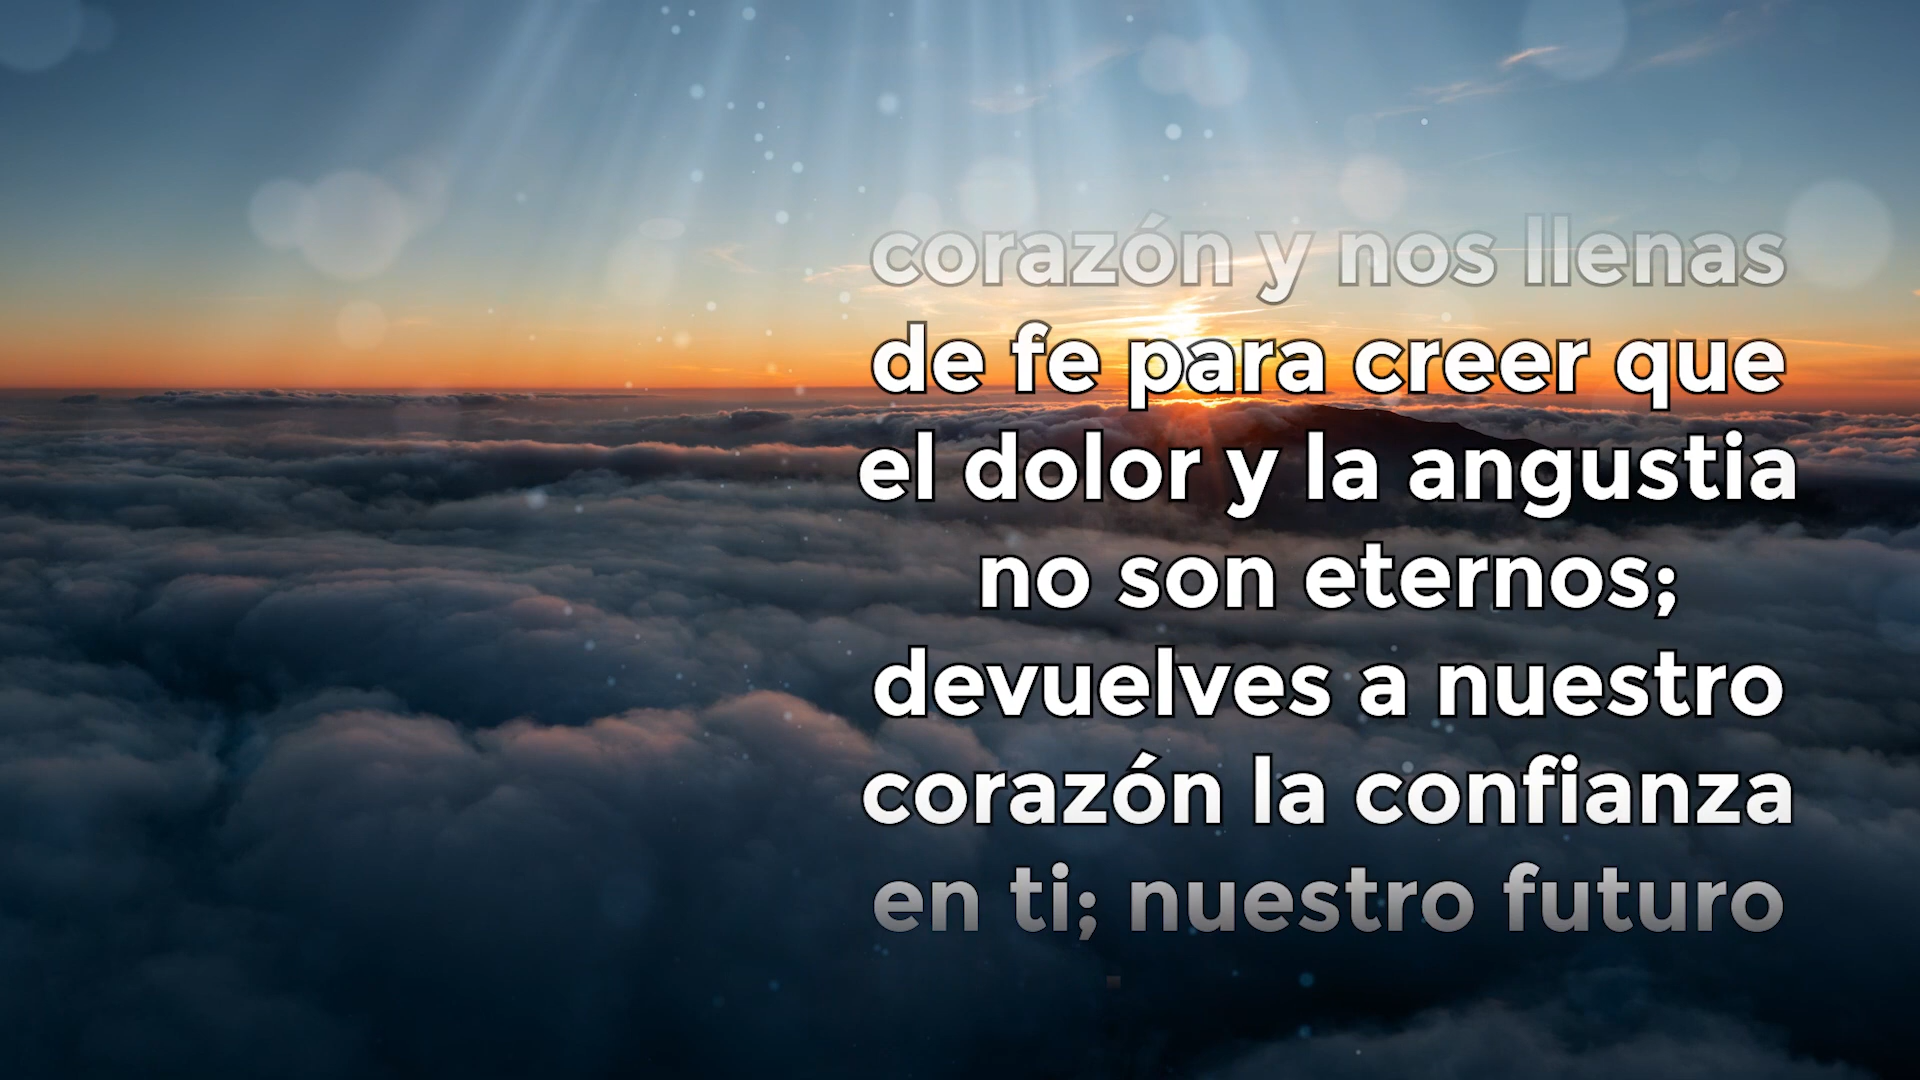 corazón y nos llenas
de fe para creer que
el dolor y la angustia
no son eternos;
devuelves a nuestro
corazón la confianza
en ti; nuestro futuro